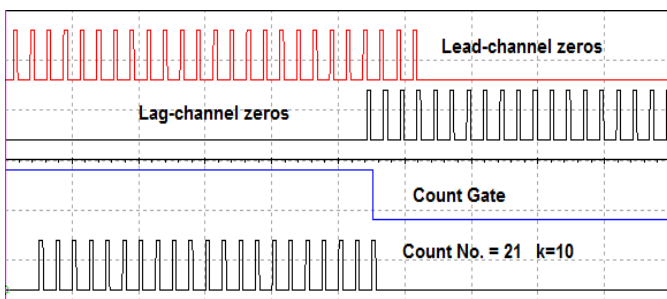 Lead-channel zeros
Lag-channel zeros
Count Gate
Count No. = 21 k=10